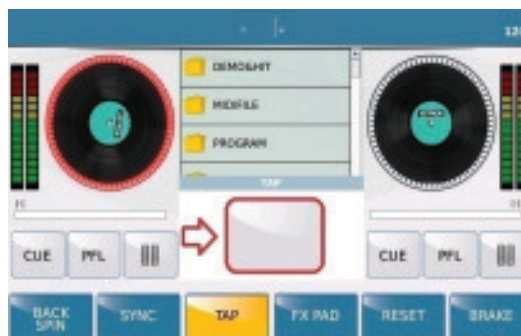 DEMO&HIT
MIDIFILE
PROGRAM
TAP
CUE PFL
CUE PFL
BACK SPIN
SYNC
TAP
FX PAD
RESET
BRAKE